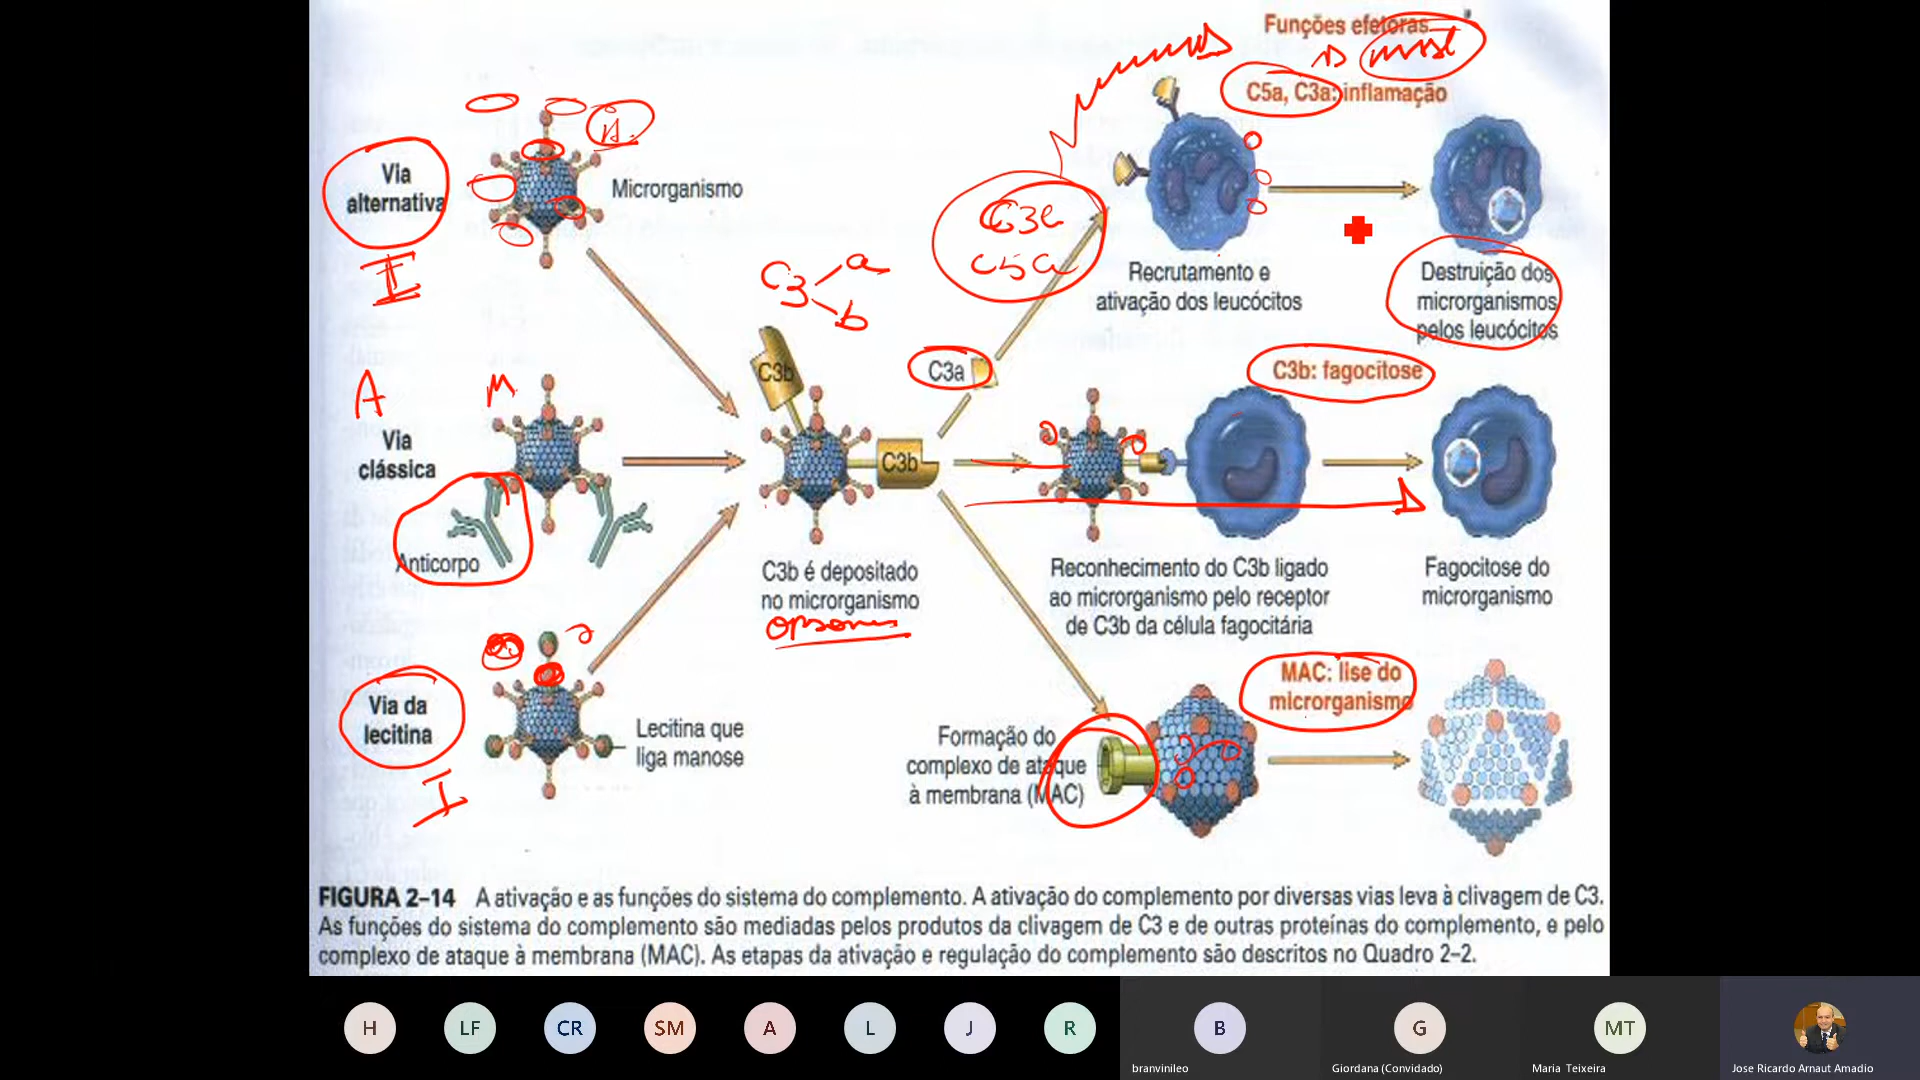 Funções efetoras
C5a, C3a: inflamação
Via
alternativa
I
Microrganismo
C3a
C5a
C3
a
b
Recrutamento e
ativação dos leucócitos
Destruição dos
microrganismos
pelos leucócitos
A
M
Via
clássica
Anticorpo
C3b
C3b
C3a
C3b: fagocitose
C3b é depositado
no microrganismo
Reconhecimento do C3b ligado
ao microrganismo pelo receptor
de C3b da célula fagocitária
Fagocitose do
microrganismo
Via da
lecitina
I
Lecitina que
liga manose
Formação do
complexo de ataque
à membrana (MAC)
MAC: lise do
microrganismo
FIGURA 2–14 A ativação e as funções do sistema do complemento. A ativação do complemento por diversas vias leva à clivagem de C3.
As funções do sistema do complemento são mediadas pelos produtos da clivagem de C3 e de outras proteínas do complemento, e pelo
complexo de ataque à membrana (MAC). As etapas da ativação e regulação do complemento são descritos no Quadro 2–2.
H LF CR SM A L J R B G MT
branvinileo Giordana (Convidado) Maria Teixeira Jose Ricardo Arnaut Amadio